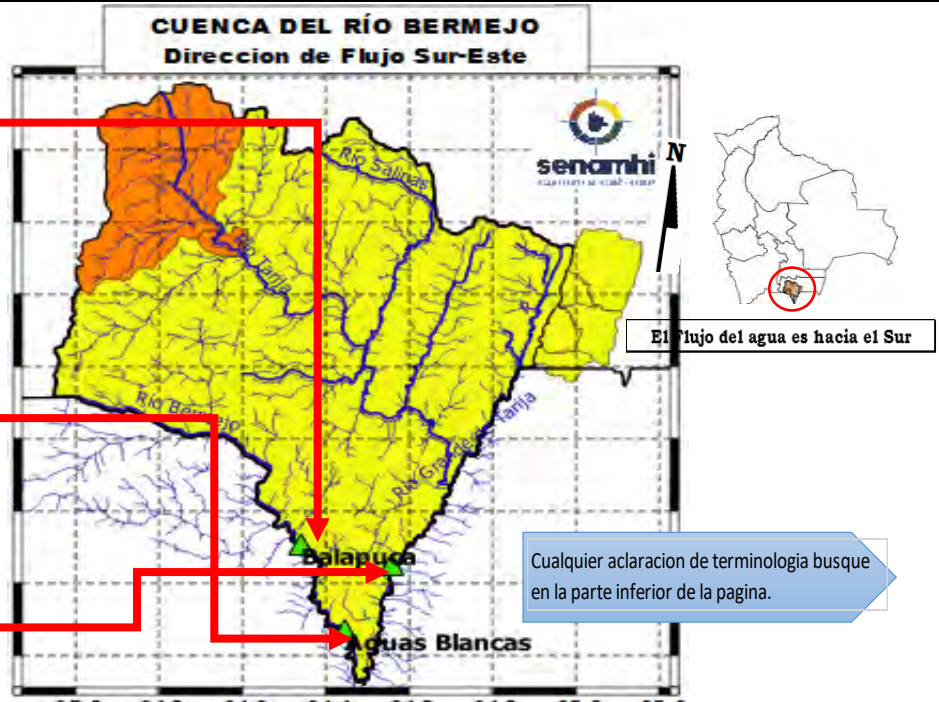 CUENCA DEL RÍO BERMEJO
Direccion de Flujo Sur-Este
senamhi
N
Río Salinas
Río Tarija
El Flujo del agua es hacia el Sur
Río Bermejo
Río Grande de Tarija
Balapuca
Cualquier aclaracion de terminologia busque
en la parte inferior de la pagina.
Aguas Blancas